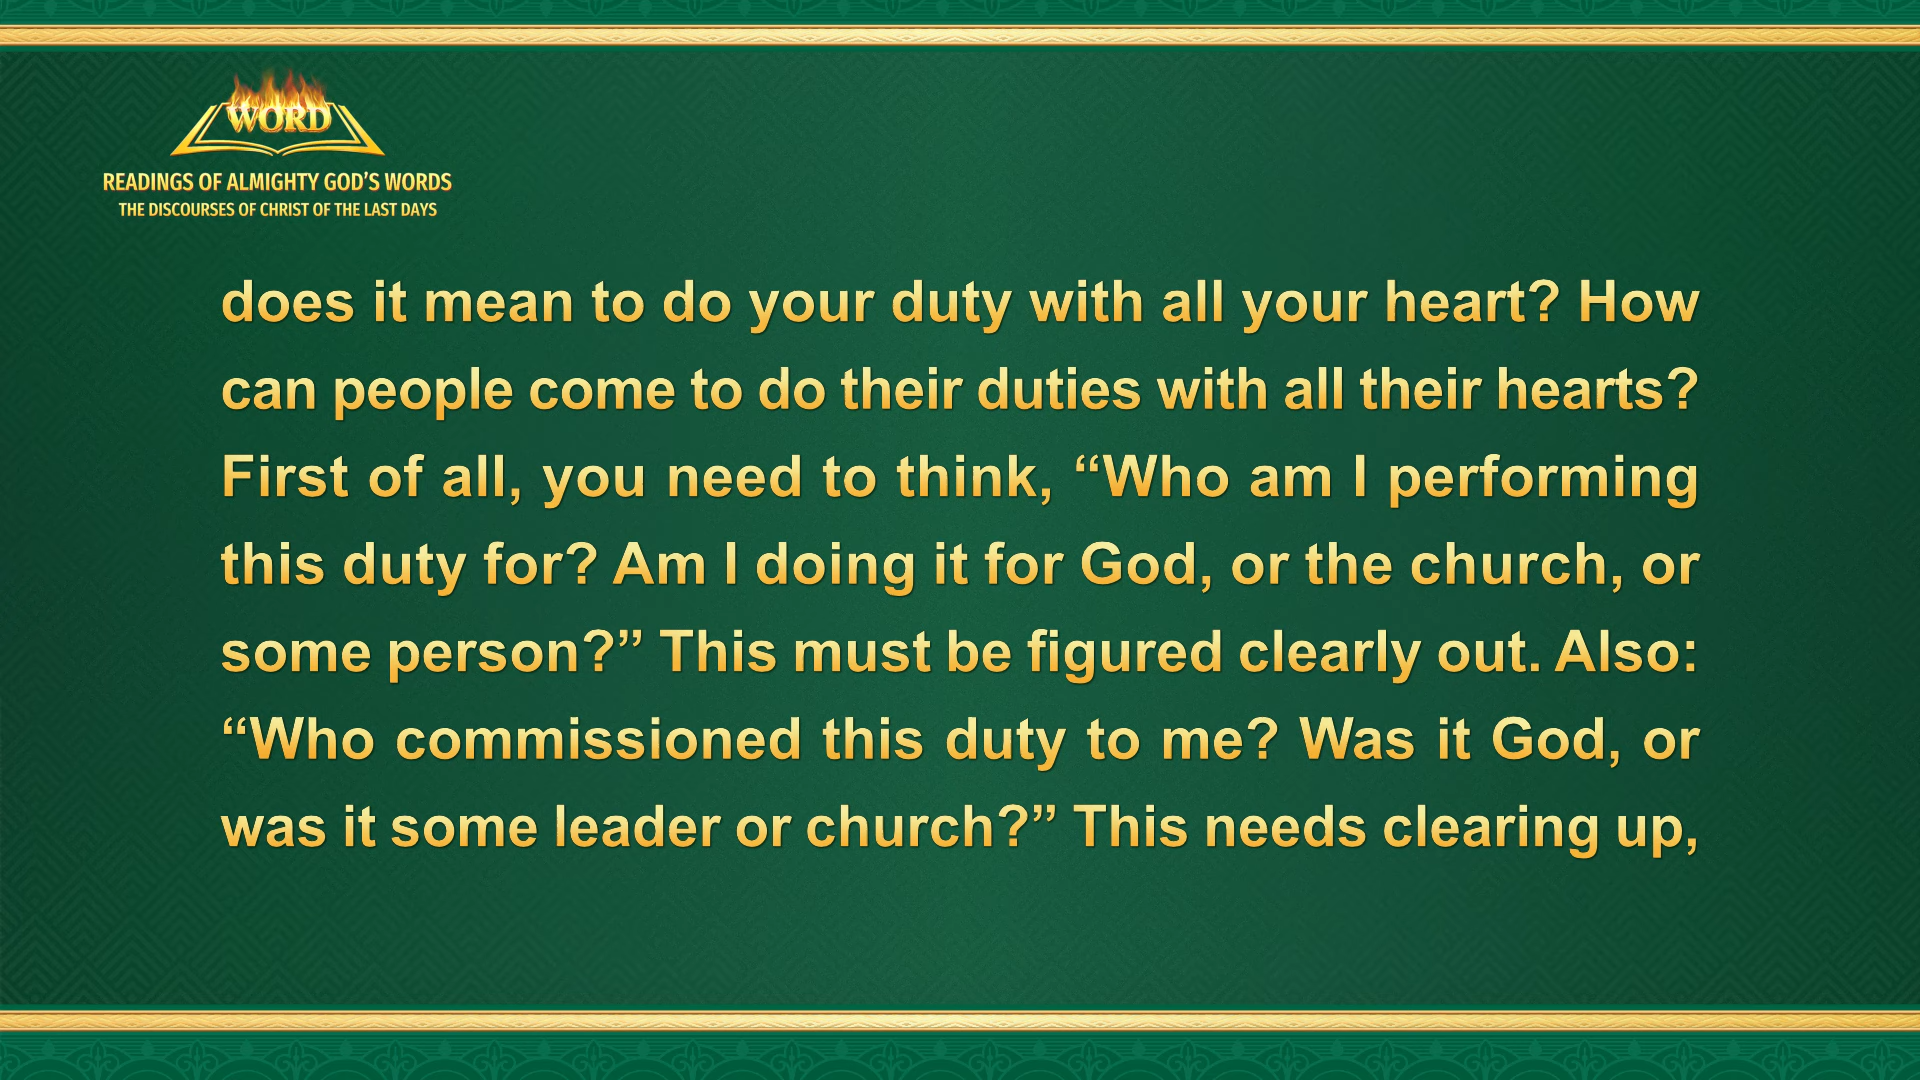 WORD
READINGS OF ALMIGHTY GOD’S WORDS
THE DISCOURSES OF CHRIST OF THE LAST DAYS
does it mean to do your duty with all your heart? How
can people come to do their duties with all their hearts?
First of all, you need to think, “Who am I performing
this duty for? Am I doing it for God, or the church, or
some person?” This must be figured clearly out. Also:
“Who commissioned this duty to me? Was it God, or
was it some leader or church?” This needs clearing up,